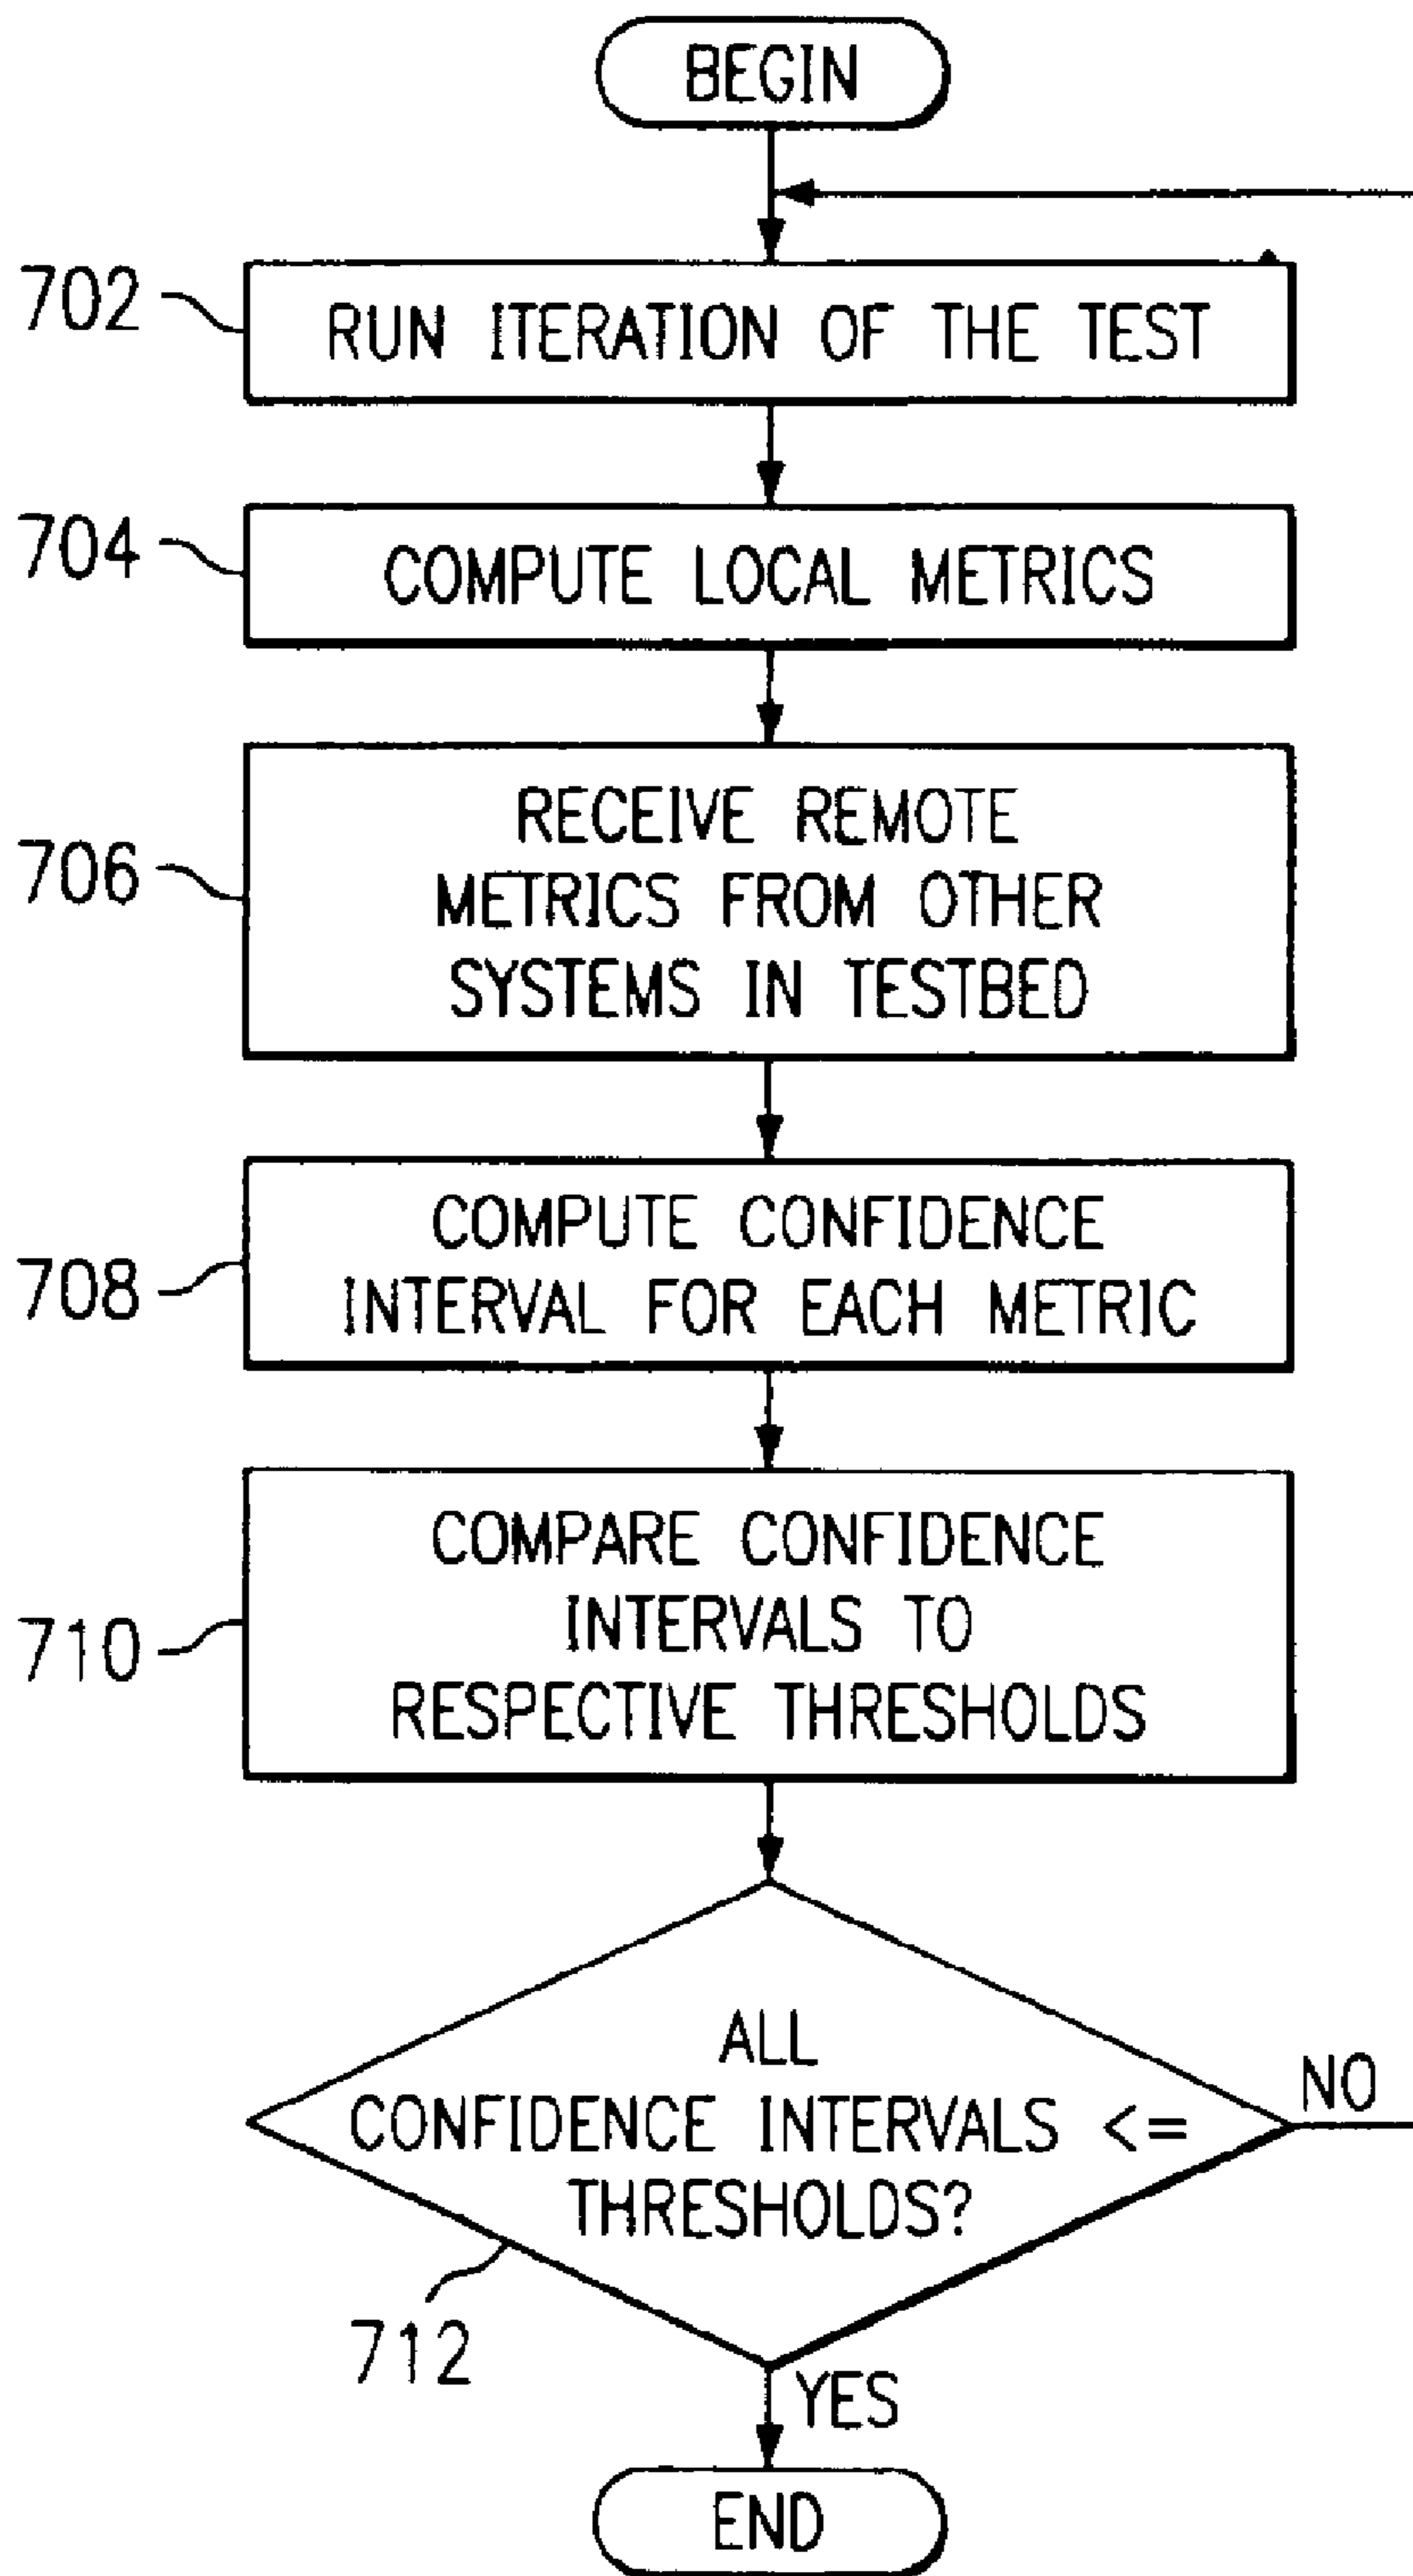 BEGIN
702
RUN ITERATION OF THE TEST
704
COMPUTE LOCAL METRICS
706
RECEIVE REMOTE
METRICS FROM OTHER
SYSTEMS IN TESTBED
708
COMPUTE CONFIDENCE
INTERVAL FOR EACH METRIC
710
COMPARE CONFIDENCE
INTERVALS TO
RESPECTIVE THRESHOLDS
ALL
CONFIDENCE INTERVALS <=
THRESHOLDS?
NO
712
YES
END